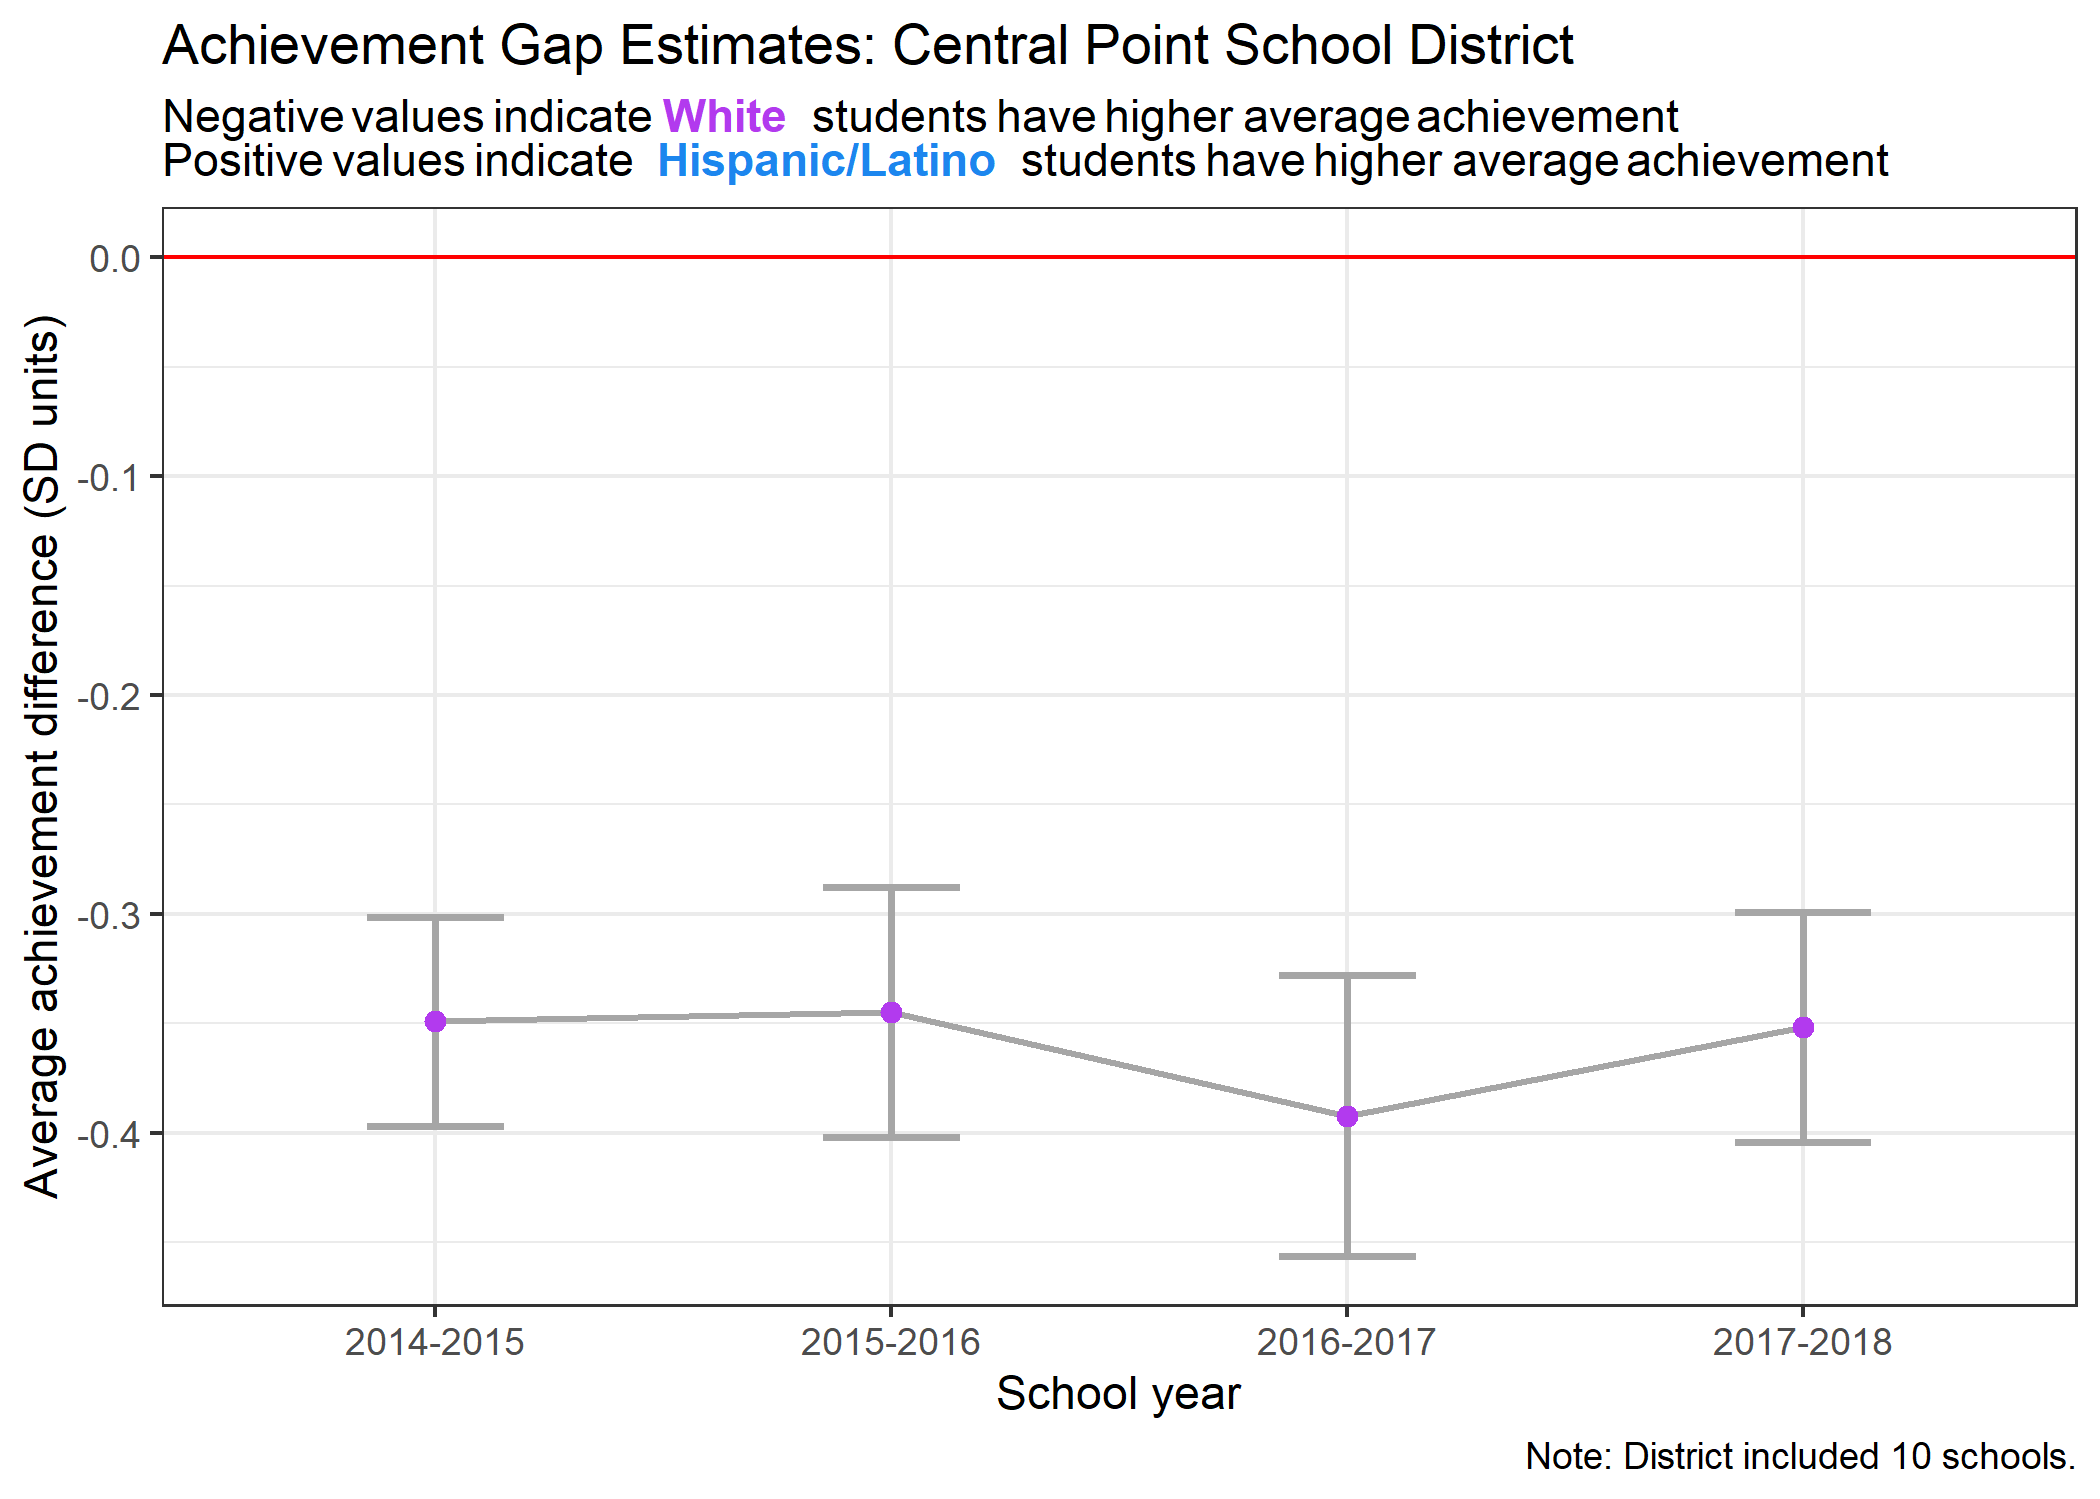 Achievement Gap Estimates: Central Point School District
Negative values indicate White students have higher average achievement
Positive values indicate Hispanic/Latino students have higher average achievement
Average achievement difference (SD units)
0.0
-0.1
-0.2
-0.3
-0.4
2014-2015 2015-2016 2016-2017 2017-2018
School year
Note: District included 10 schools.